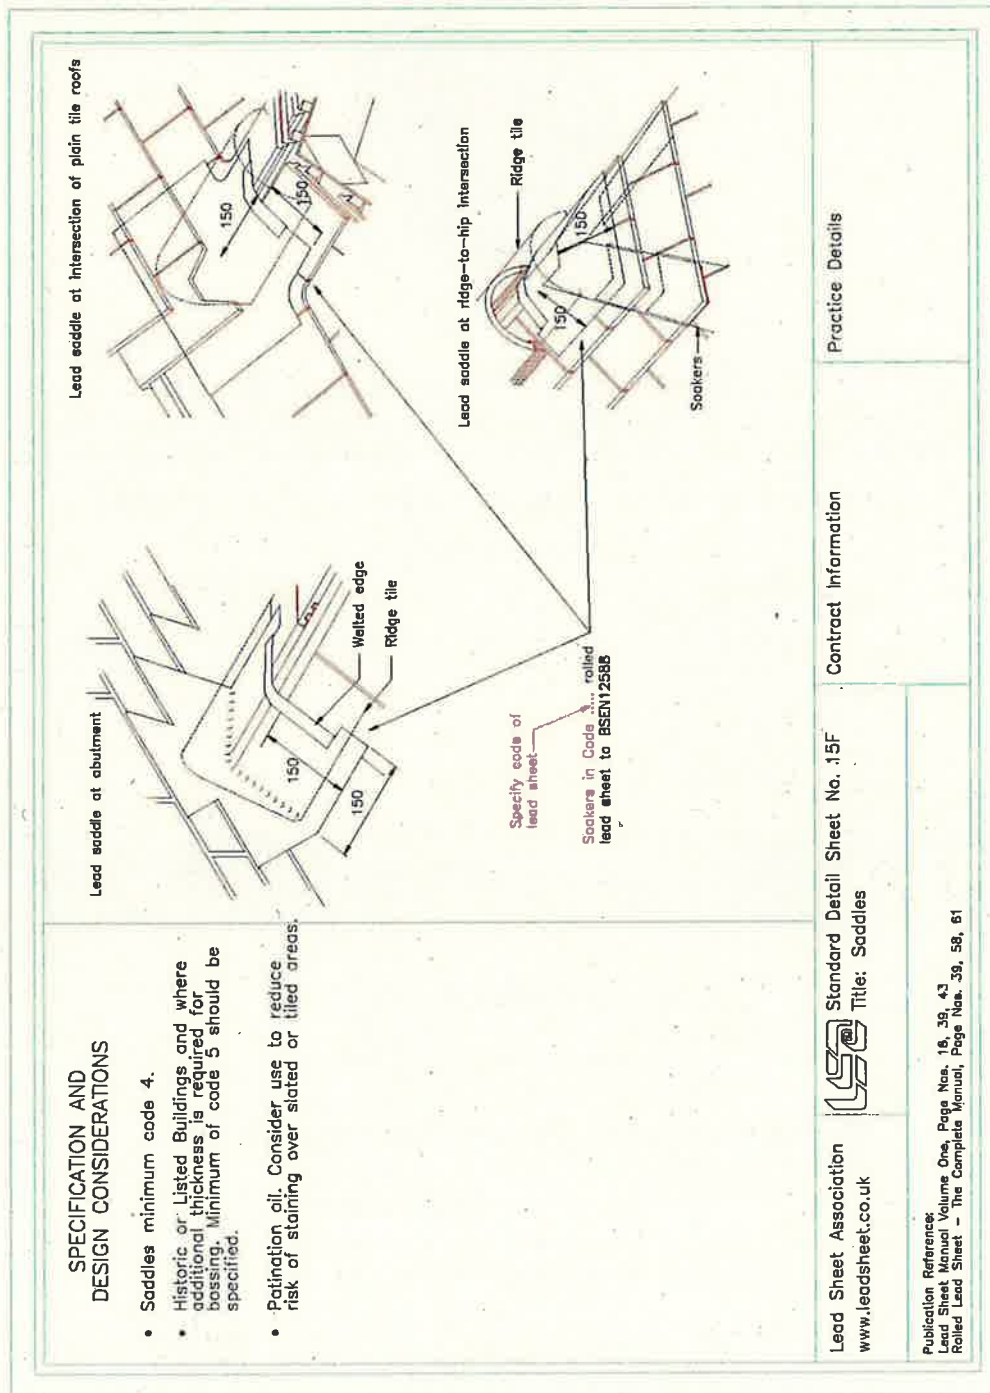 SPECIFICATION AND
DESIGN CONSIDERATIONS
• Saddles minimum code 4.
• Historic or Listed Buildings and where
additional thickness is required for
bossing. Minimum of code 5 should be
specified.
• Patination oil. Consider use to reduce
risk of staining over slated or tiled areas.
Lead saddle at abutment
150
150
Welted edge
Ridge tile
Lead saddle at intersection of plain tile roofs
150
150
Lead saddle at ridge-to-hip intersection
Ridge tile
150
150
Soakers
Specify code of
lead sheet
Soakers in Code ..... rolled
lead sheet to BSEN12588
Lead Sheet Association
www.leadsheet.co.uk
LSA
Standard Detail Sheet No. 15F
Title: Saddles
Contract Information
Practice Details
Publication Reference:
Lead Sheet Manual Volume One, Page Nos. 16, 39, 43
Rolled Lead Sheet - The Complete Manual, Page Nos. 39, 58, 61